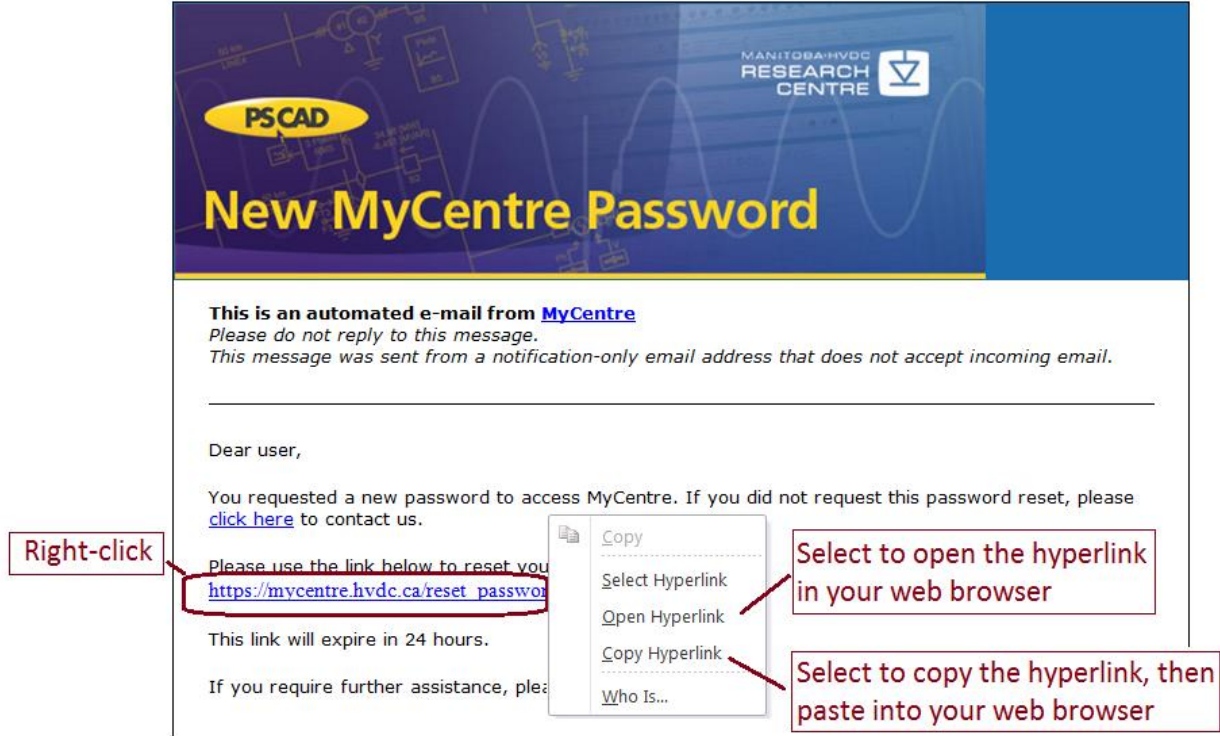 MANITOBA·HVDC
RESEARCH
CENTRE
PSCAD
New MyCentre Password
This is an automated e-mail from MyCentre
Please do not reply to this message.
This message was sent from a notification-only email address that does not accept incoming email.
Dear user,
You requested a new password to access MyCentre. If you did not request this password reset, please
click here to contact us.
Right-click
Please use the link below to reset you
https://mycentre.hvdc.ca/reset_passwor
This link will expire in 24 hours.
If you require further assistance, plea
Copy
Select Hyperlink
Open Hyperlink
Copy Hyperlink
Who Is...
Select to open the hyperlink
in your web browser
Select to copy the hyperlink, then
paste into your web browser